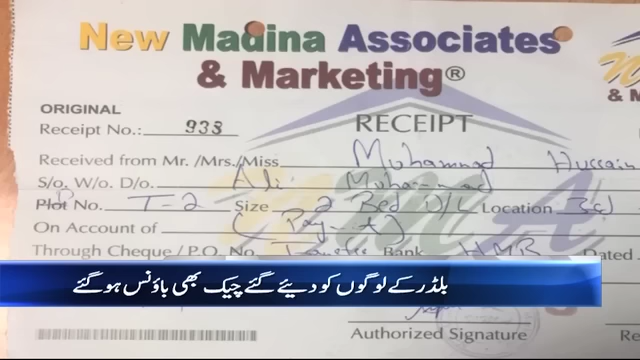 New Madina Associates
& Marketing®
& M
ORIGINAL
RECEIPT
Receipt No.: 938
Received from Mr. /Mrs./Miss Muhammad Hussain
S/o. W/o. D/o. Ali Muhammad
Plot No. T-2 Size 2 Bed D/L Location
On Account of (Pay-t)
Through Cheque / P.O. No. Bank HMB Dated
بلڈر کے لوگوں کو دیئے گئے چیک بھی باؤنس ہوگئے
Authorized Signature